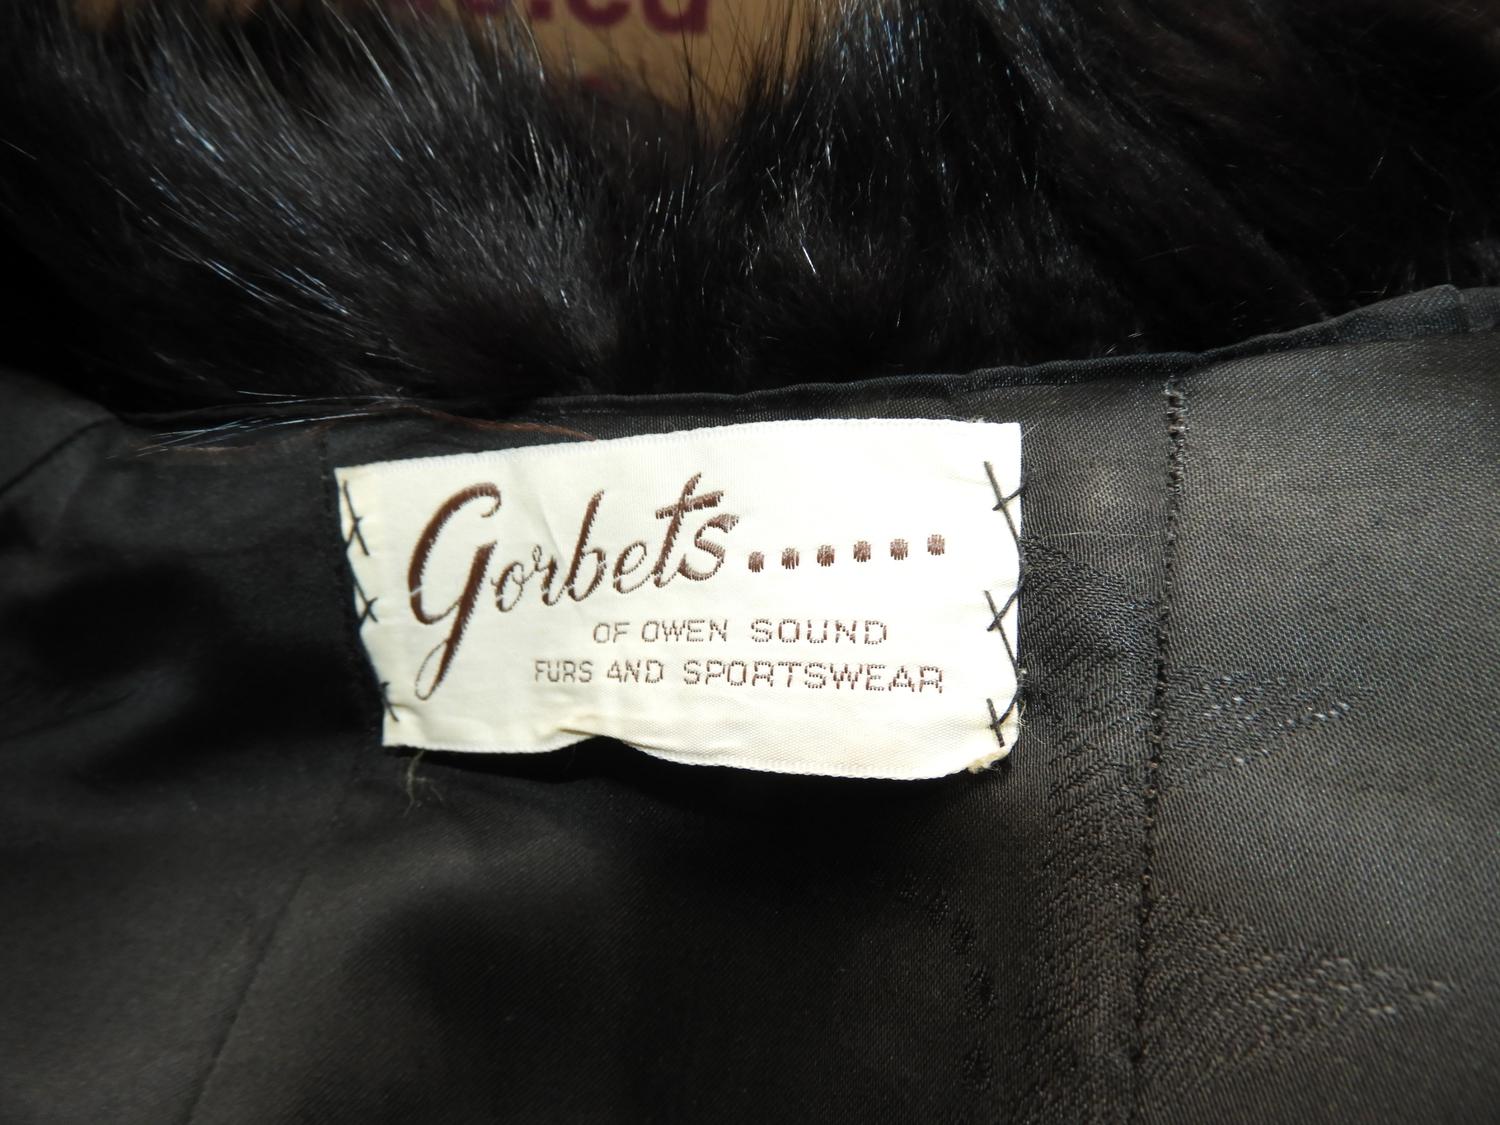 Gorbets......
OF OWEN SOUND
FURS AND SPORTSWEAR